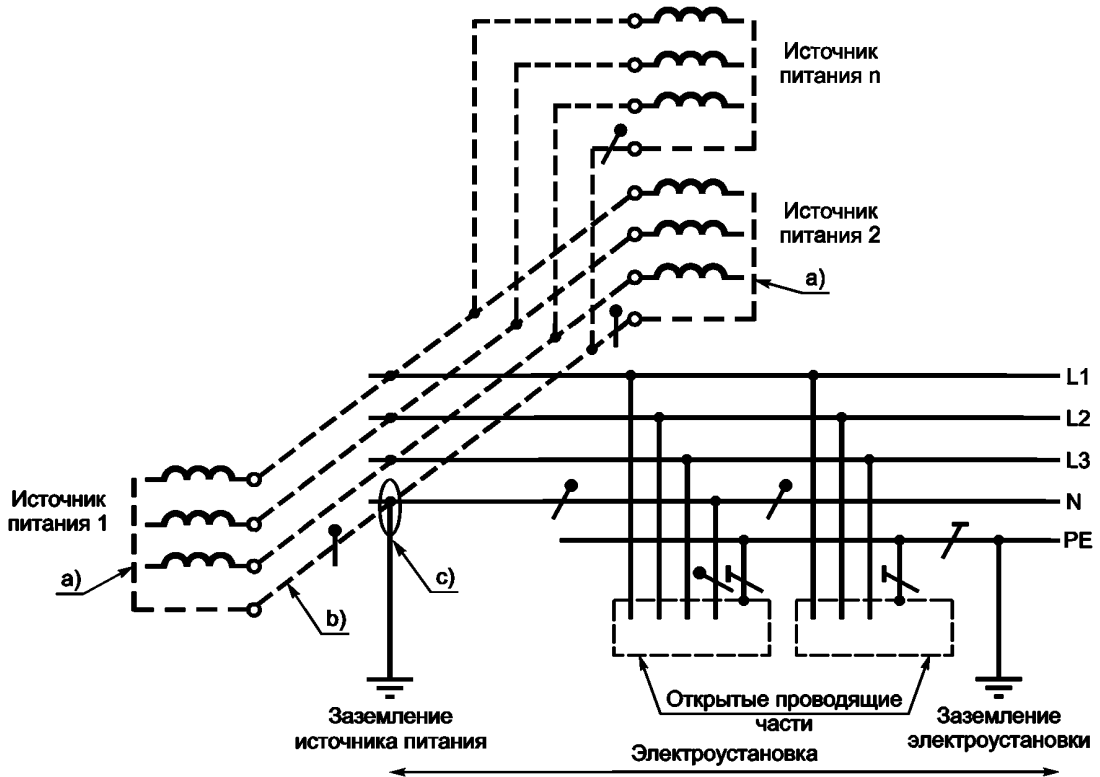 Источник
питания n
Источник
питания 2
a)
L1
L2
L3
N
PE
Источник
питания 1
a)
b)
c)
Открытые проводящие
части
Заземление
источника питания
Заземление
электроустановки
Электроустановка